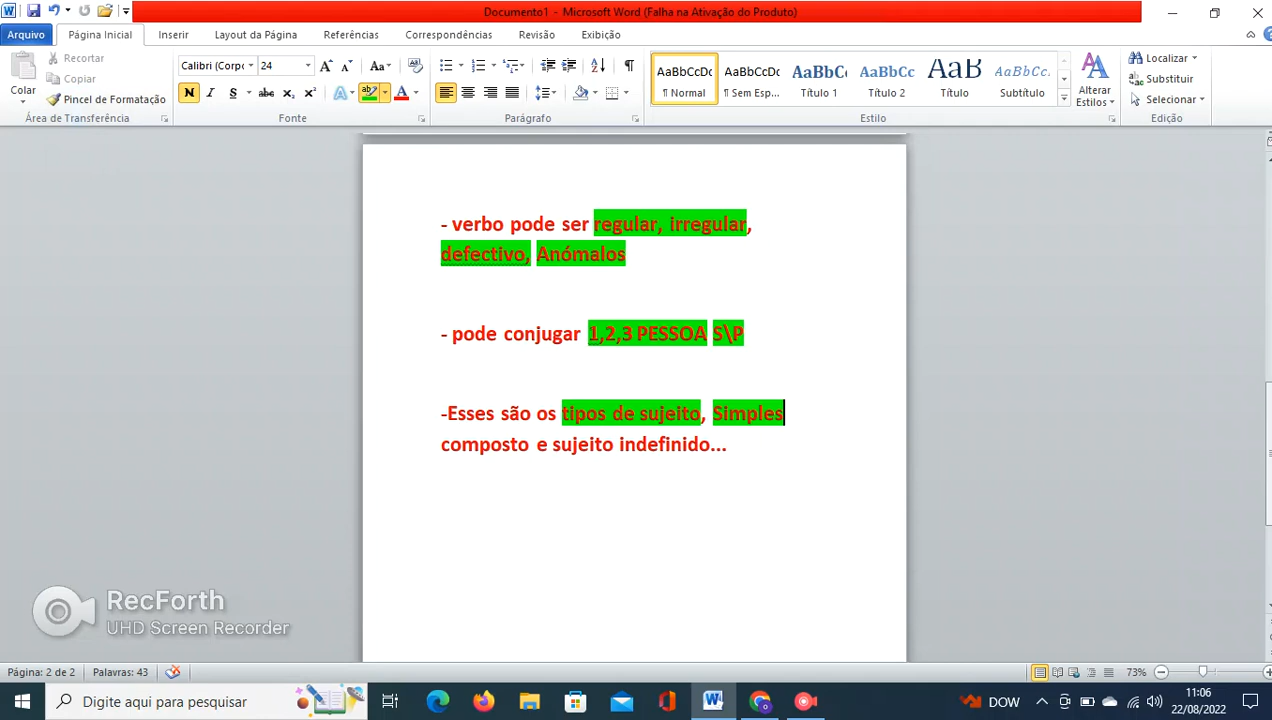 Documento1 - Microsoft Word (Falha na Ativação do Produto)
Arquivo Página Inicial Inserir Layout da Página Referências Correspondências Revisão Exibição
Colar
Recortar
Copiar
Pincel de Formatação
Área de Transferência
Calibri (Corpo 24
Fonte
Parágrafo
AaBbCcDc AaBbCcDc AaBbCc AaBbCc AaB AaBbCc.
¶ Normal ¶ Sem Esp... Título 1 Título 2 Título Subtítulo
Alterar
Estilos
Estilo
Localizar
Substituir
Selecionar
Edição
- verbo pode ser regular, irregular,
defectivo, Anómalos
- pode conjugar 1,2,3 PESSOA S\P
-Esses são os tipos de sujeito, Simples
composto e sujeito indefinido...
RecForth
UHD Screen Recorder
Página: 2 de 2 Palavras: 43 73%
Digite aqui para pesquisar
DOW
11:06
22/08/2022